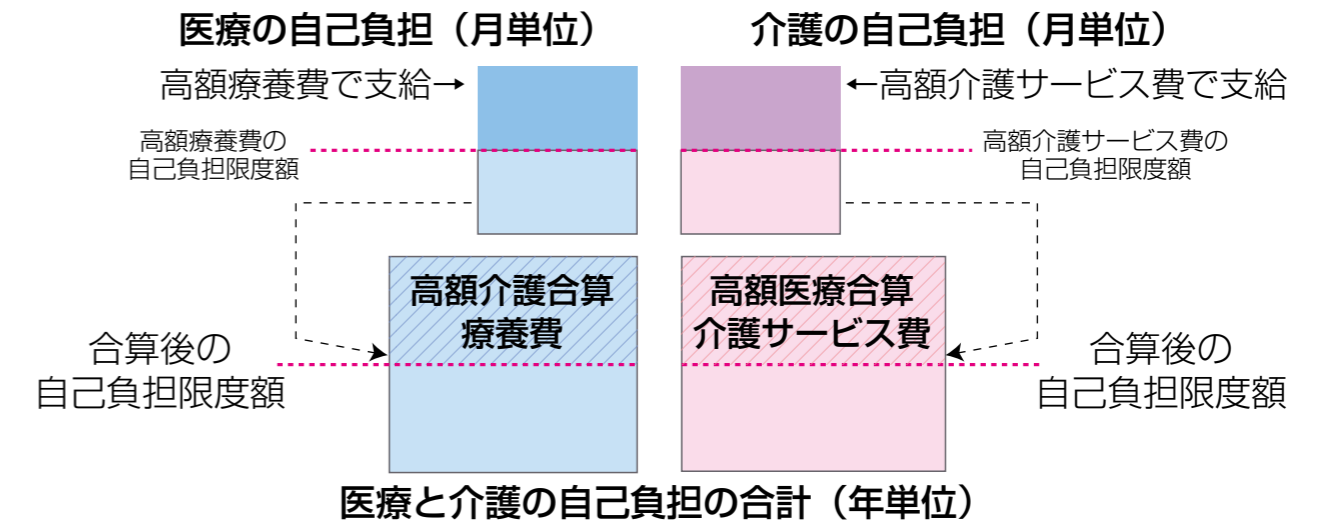 医療の自己負担（月単位）
介護の自己負担（月単位）
高額療養費で支給→
←高額介護サービス費で支給
高額療養費の
自己負担限度額
高額介護サービス費の
自己負担限度額
高額介護合算
療養費
高額医療合算
介護サービス費
合算後の
自己負担限度額
合算後の
自己負担限度額
医療と介護の自己負担の合計（年単位）